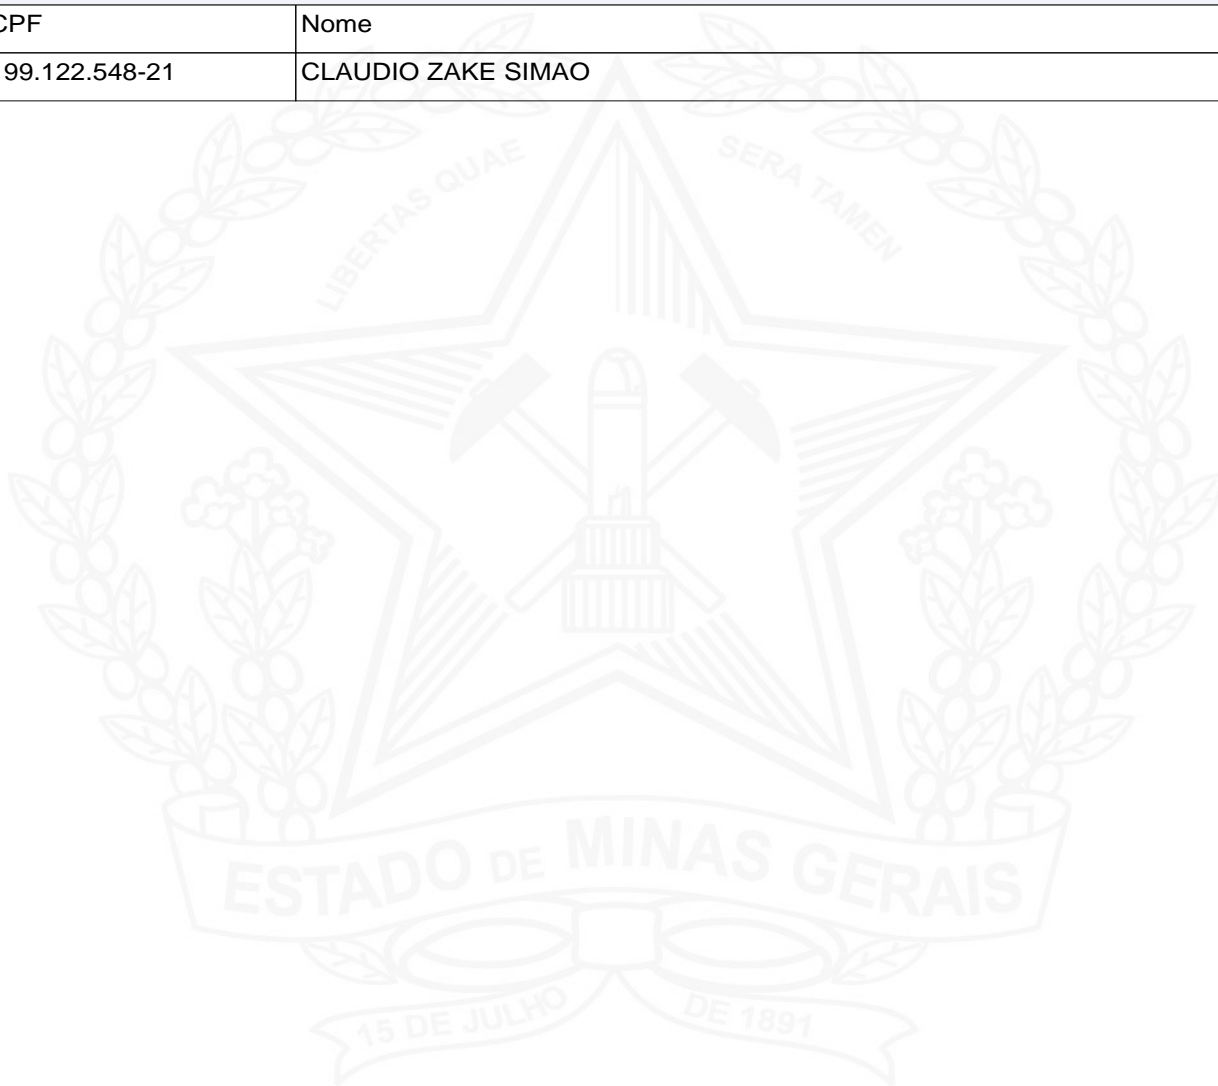 CPF Nome
99.122.548-21 CLAUDIO ZAKE SIMAO
LIBERTAS QUAE SERA TAMEN
ESTADO DE MINAS GERAIS
15 DE JULHO DE 1891